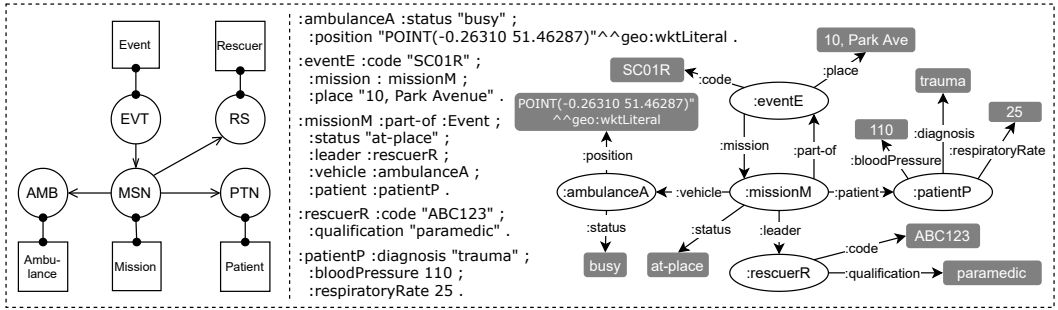 Event
Rescuer
EVT
RS
AMB
MSN
PTN
Ambu-
lance
Mission
Patient
:ambulanceA :status "busy" ;
:position "POINT(-0.26310 51.46287)"^^geo:wktLiteral .
:eventE :code "SC01R" ;
:mission : missionM ;
:place "10, Park Avenue" .
:missionM :part-of :Event ;
:status "at-place" ;
:leader :rescuerR ;
:vehicle :ambulanceA ;
:patient :patientP .
:rescuerR :code "ABC123" ;
:qualification "paramedic" .
:patientP :diagnosis "trauma" ;
:bloodPressure 110 ;
:respiratoryRate 25 .
10, Park Ave
SC01R
:code
:place
:eventE
trauma
POINT(-0.26310 51.46287)"
^^geo:wktLiteral
110
25
:diagnosis
:mission
:part-of
:bloodPressure
:respiratoryRate
:position
:ambulanceA
:vehicle
:missionM
:patient
:patientP
:status
:status
:leader
:code
ABC123
busy
at-place
:rescuerR
:qualification
paramedic